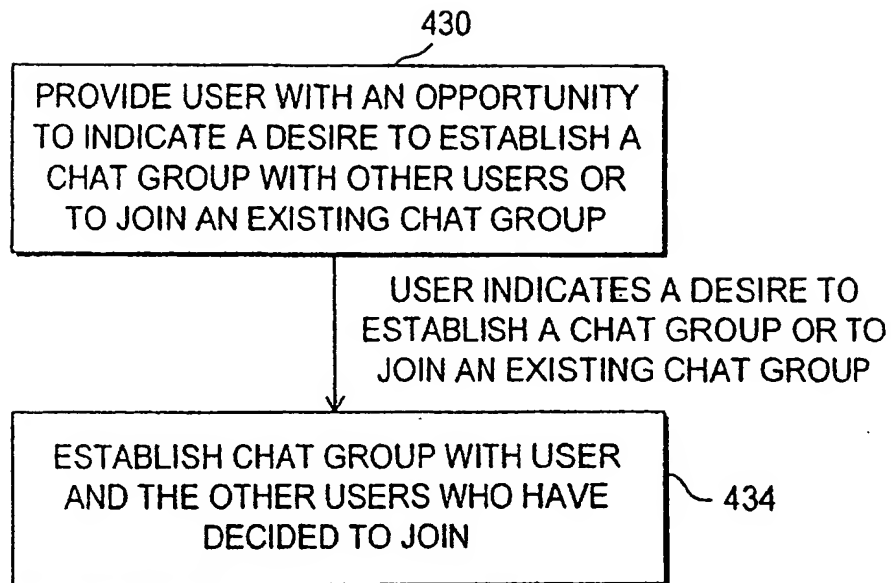 430
PROVIDE USER WITH AN OPPORTUNITY
TO INDICATE A DESIRE TO ESTABLISH A
CHAT GROUP WITH OTHER USERS OR
TO JOIN AN EXISTING CHAT GROUP
USER INDICATES A DESIRE TO
ESTABLISH A CHAT GROUP OR TO
JOIN AN EXISTING CHAT GROUP
ESTABLISH CHAT GROUP WITH USER
AND THE OTHER USERS WHO HAVE
DECIDED TO JOIN
434